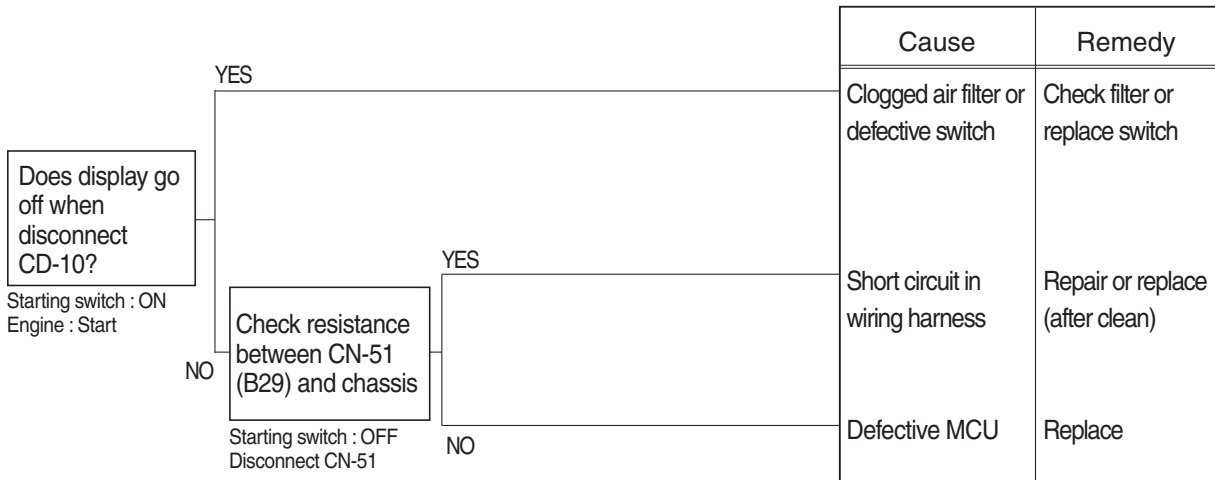 Cause
Remedy
YES
Clogged air filter or
defective switch
Check filter or
replace switch
Does display go
off when
disconnect
CD-10?
Starting switch : ON
Engine : Start
YES
Short circuit in
wiring harness
Repair or replace
(after clean)
NO
Check resistance
between CN-51
(B29) and chassis
Starting switch : OFF
Disconnect CN-51
NO
Defective MCU
Replace